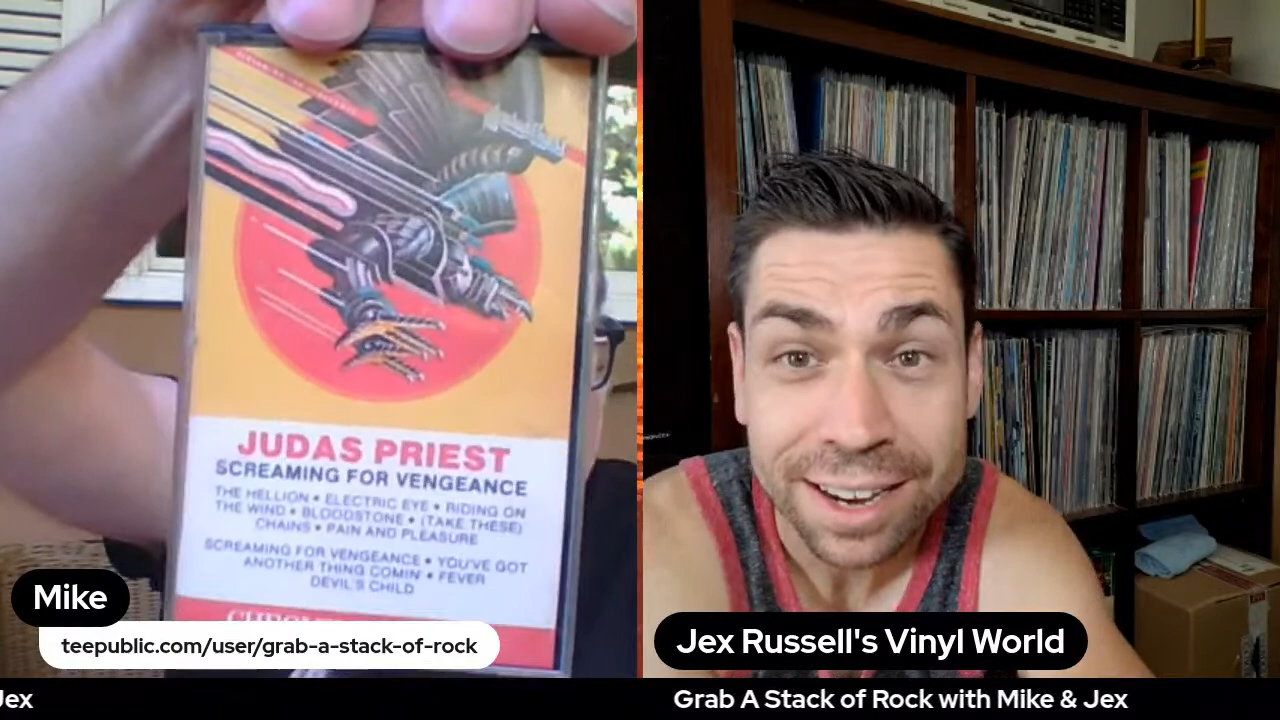 JUDAS PRIEST
SCREAMING FOR VENGEANCE
THE HELLION • ELECTRIC EYE • RIDING ON
THE WIND • BLOODSTONE • (TAKE THESE)
CHAINS • PAIN AND PLEASURE
SCREAMING FOR VENGEANCE • YOU'VE GOT
ANOTHER THING COMIN' • FEVER
DEVIL'S CHILD
Mike
teepublic.com/user/grab-a-stack-of-rock
Jex Russell's Vinyl World
Jex
Grab A Stack of Rock with Mike & Jex